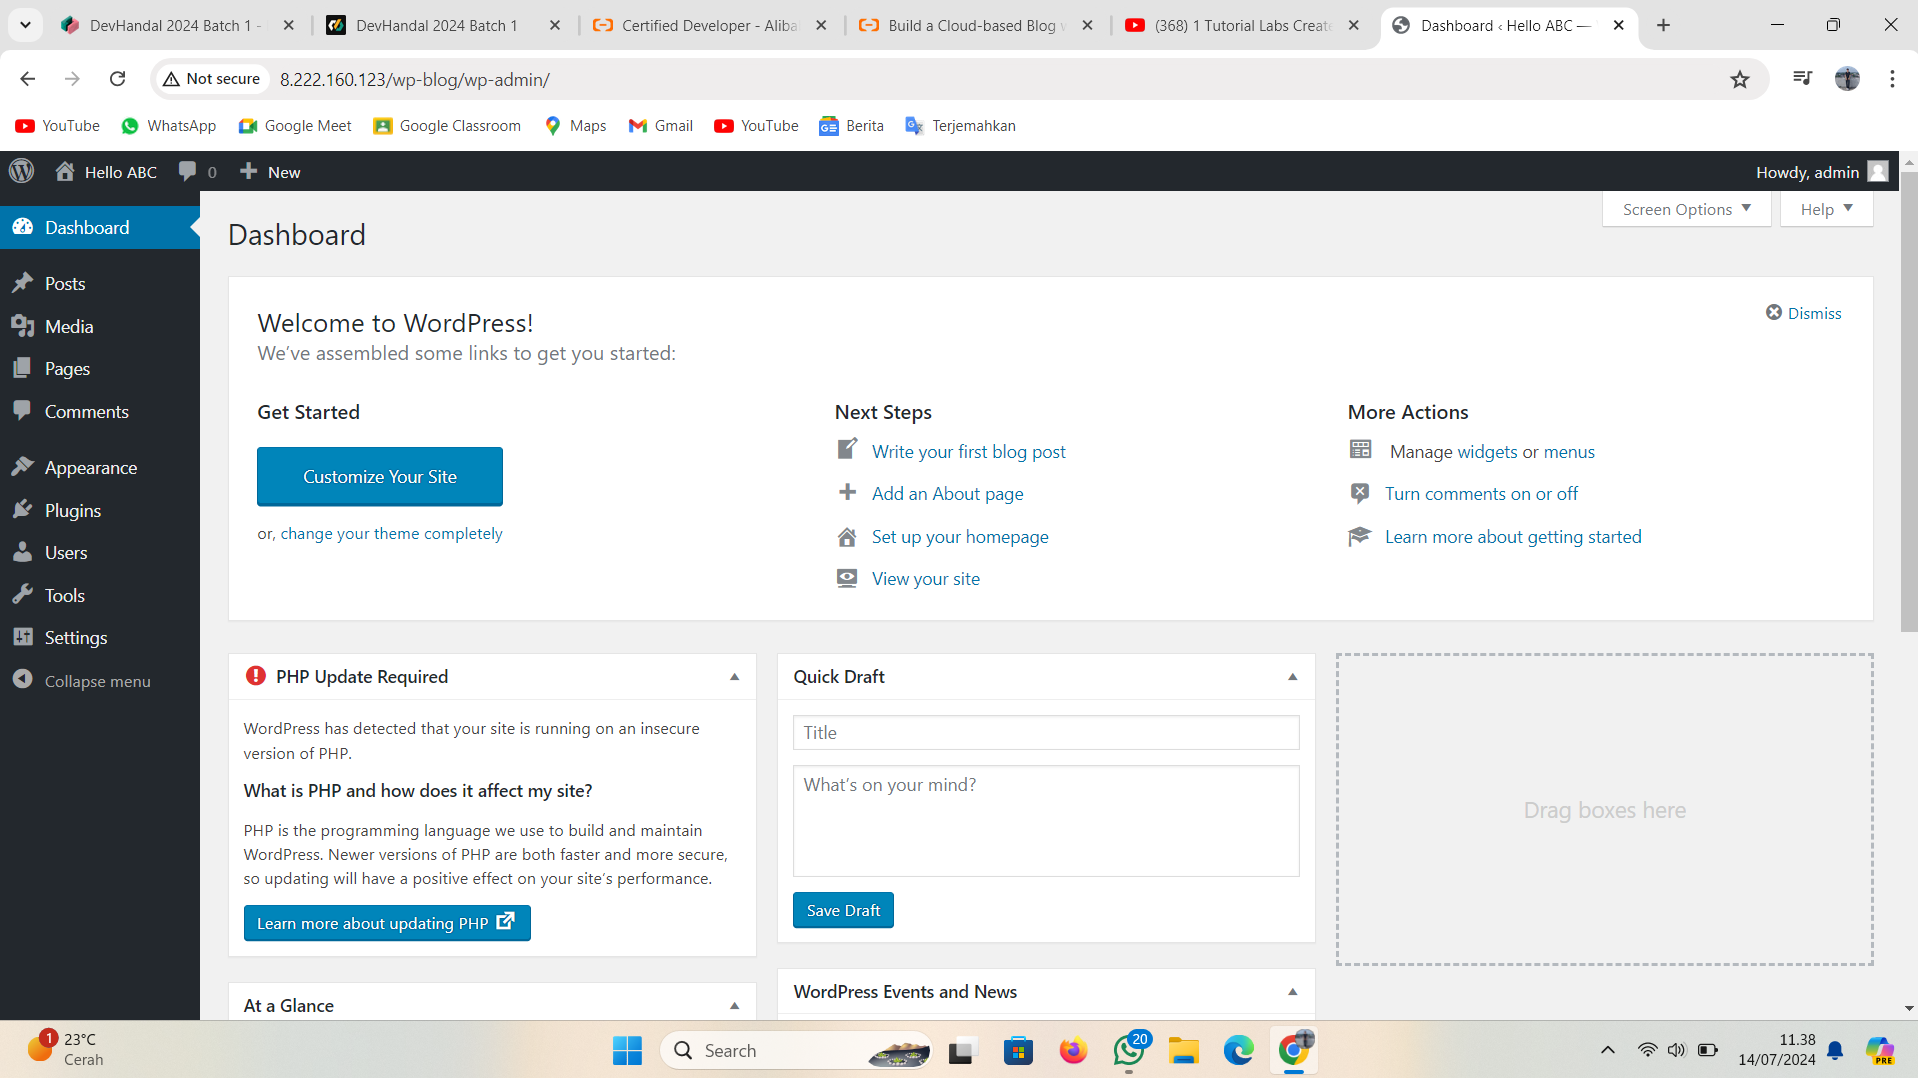 DevHandal 2024 Batch 1 -
DevHandal 2024 Batch 1
Certified Developer - Aliba
Build a Cloud-based Blog w
(368) 1 Tutorial Labs Create
Dashboard ‹ Hello ABC —
Not secure
8.222.160.123/wp-blog/wp-admin/
YouTube
WhatsApp
Google Meet
Google Classroom
Maps
Gmail
YouTube
Berita
Terjemahkan
Hello ABC
0
New
Howdy, admin
Dashboard
Posts
Media
Pages
Comments
Appearance
Plugins
Users
Tools
Settings
Collapse menu
Screen Options
Help
Dashboard
Welcome to WordPress!
We’ve assembled some links to get you started:
Dismiss
Get Started
Customize Your Site
or, change your theme completely
Next Steps
Write your first blog post
Add an About page
Set up your homepage
View your site
More Actions
Manage widgets or menus
Turn comments on or off
Learn more about getting started
PHP Update Required
WordPress has detected that your site is running on an insecure
version of PHP.
What is PHP and how does it affect my site?
PHP is the programming language we use to build and maintain
WordPress. Newer versions of PHP are both faster and more secure,
so updating will have a positive effect on your site’s performance.
Learn more about updating PHP
At a Glance
Quick Draft
Title
What’s on your mind?
Save Draft
WordPress Events and News
Drag boxes here
1
23°C
Cerah
Search
20
11.38
14/07/2024
PRE